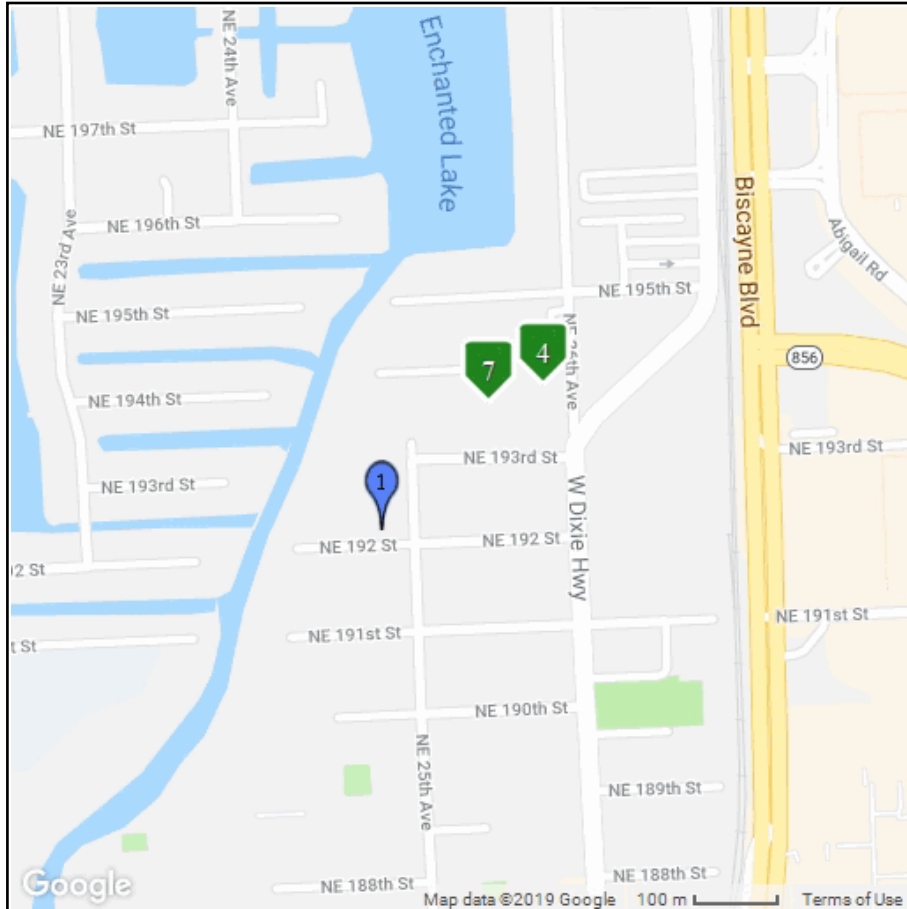 NE 24th Ave
Enchanted Lake
NE 197th St
Biscayne Blvd
NE 23rd Ave
NE 196th St
Abigail Rd
NE 195th St
NE 195th St
4
7
856
NE 194th St
NE 193rd St
NE 193rd St
NE 193rd St
1
W Dixie Hwy
NE 192 St
NE 192 St
2 St
NE 191st St
NE 191st St
t St
NE 190th St
NE 25th Ave
NE 189th St
NE 188th St
NE 188th St
Google
Map data ©2019 Google
100 m
Terms of Use